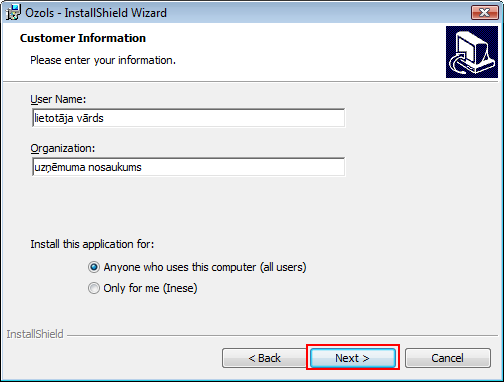 Ozols - InstallShield Wizard
Customer Information
Please enter your information.
User Name:
lietotāja vārds
Organization:
uzņēmuma nosaukums
Install this application for:
Anyone who uses this computer (all users)
Only for me (Inese)
InstallShield
< Back
Next >
Cancel